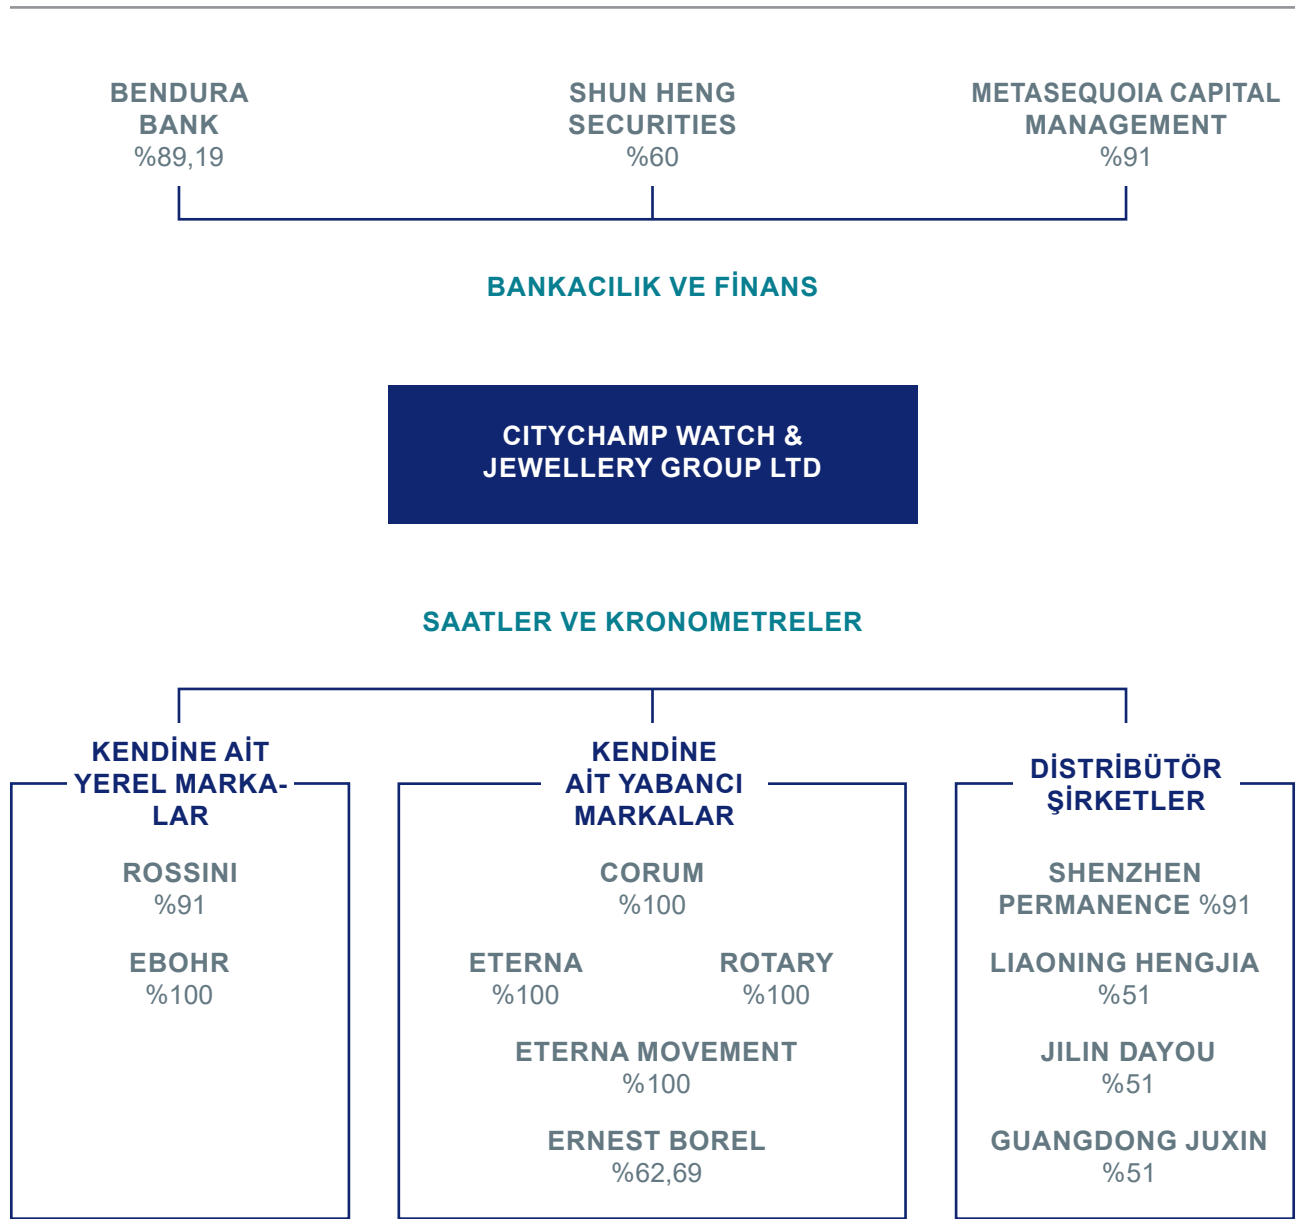 BENDURA
BANK
%89,19
SHUN HENG
SECURITIES
%60
METASEQUOIA CAPITAL
MANAGEMENT
%91
BANKACILIK VE FİNANS
CITYCHAMP WATCH &
JEWELLERY GROUP LTD
SAATLER VE KRONOMETRELER
KENDİNE AİT
YEREL MARKA-
LAR
ROSSINI
%91
EBOHR
%100
KENDİNE
AİT YABANCI
MARKALAR
CORUM
%100
ETERNA
%100
ROTARY
%100
ETERNA MOVEMENT
%100
ERNEST BOREL
%62,69
DİSTRİBÜTÖR
ŞİRKETLER
SHENZHEN
PERMANENCE %91
LIAONING HENGJIA
%51
JILIN DAYOU
%51
GUANGDONG JUXIN
%51